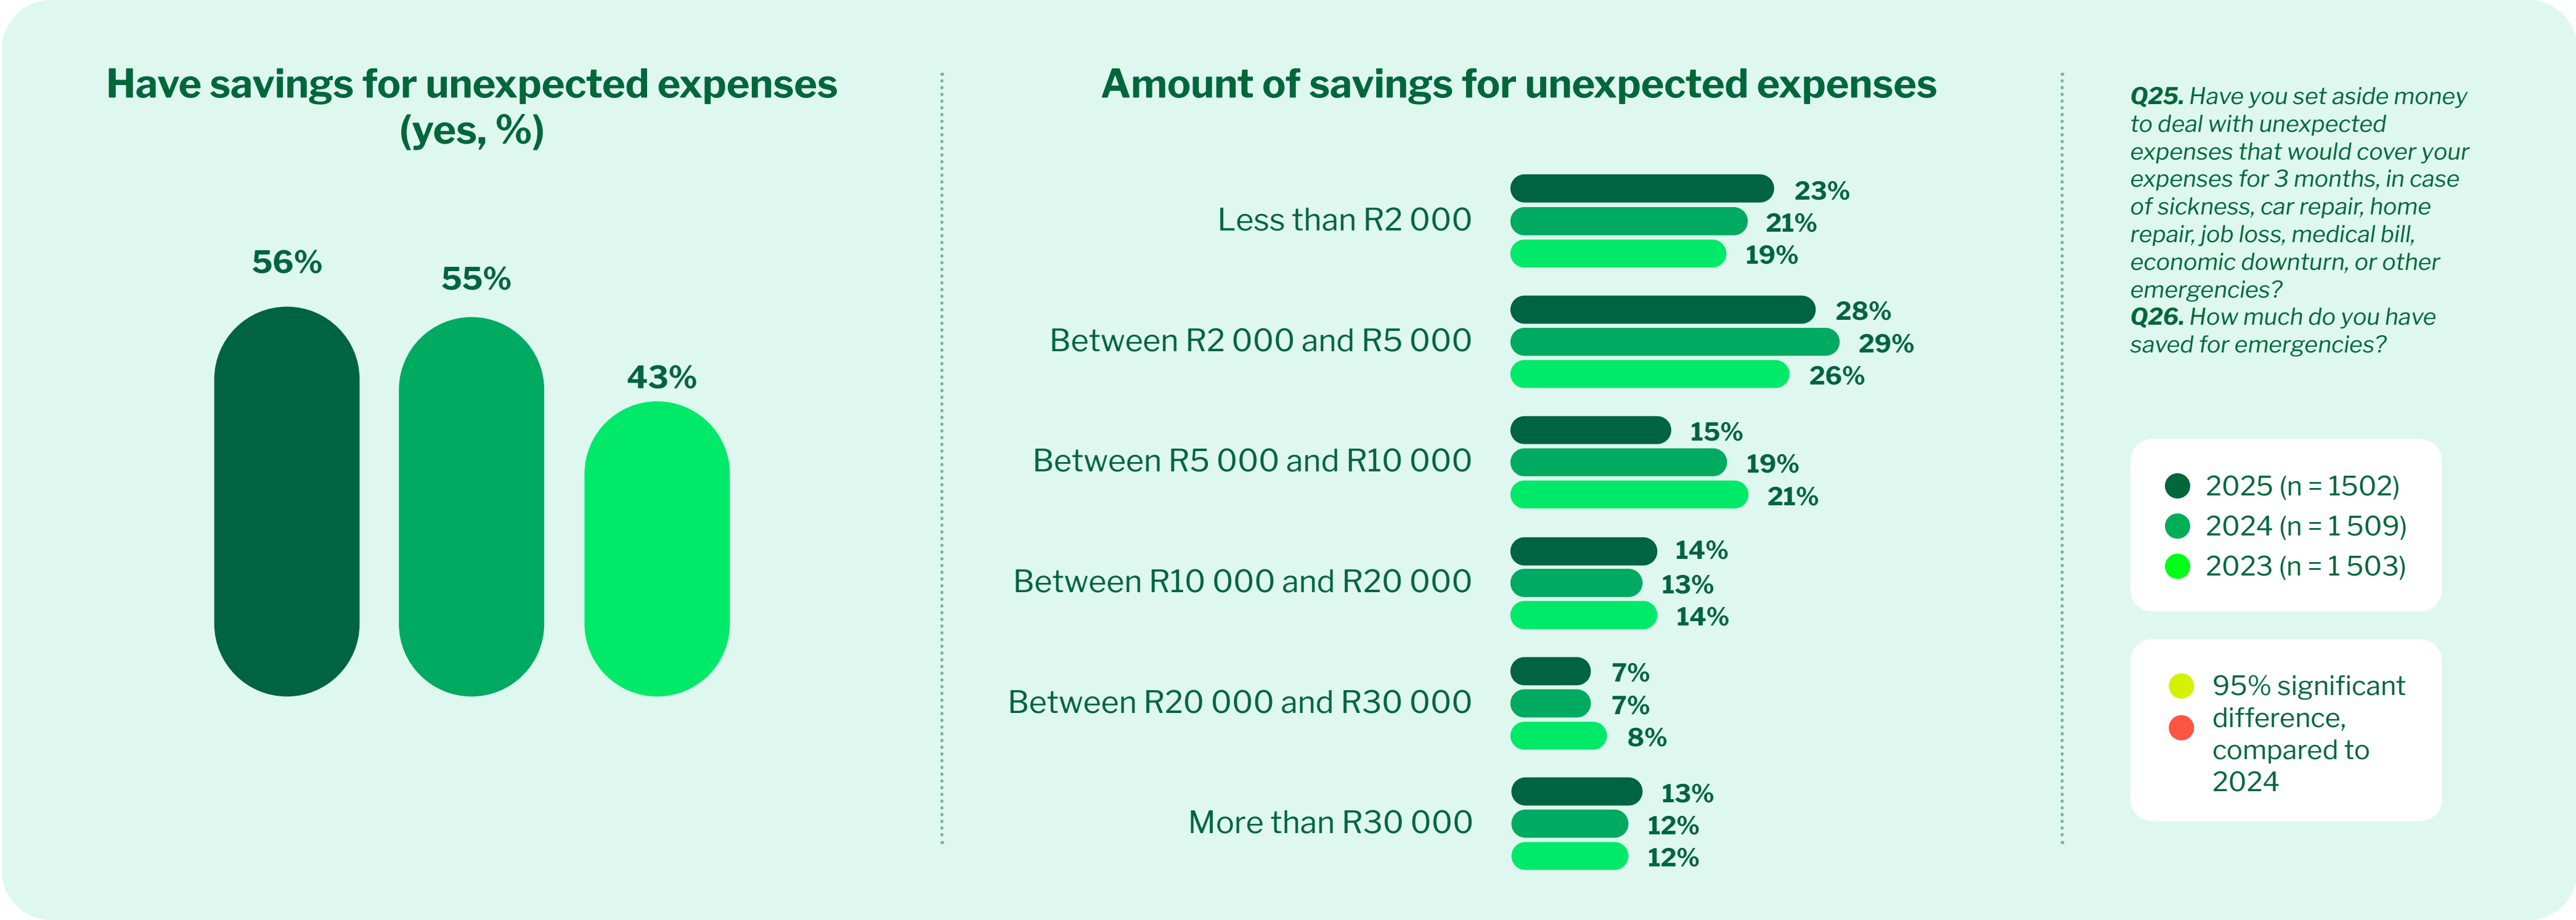 Have savings for unexpected expenses
(yes, %)
56%
55%
43%
Amount of savings for unexpected expenses
Less than R2 000
23%
21%
19%
Between R2 000 and R5 000
28%
29%
26%
Between R5 000 and R10 000
15%
19%
21%
Between R10 000 and R20 000
14%
13%
14%
Between R20 000 and R30 000
7%
7%
8%
More than R30 000
13%
12%
12%
Q25. Have you set aside money
to deal with unexpected
expenses that would cover your
expenses for 3 months, in case
of sickness, car repair, home
repair, job loss, medical bill,
economic downturn, or other
emergencies?
Q26. How much do you have
saved for emergencies?
2025 (n = 1502)
2024 (n = 1 509)
2023 (n = 1 503)
95% significant
difference,
compared to
2024